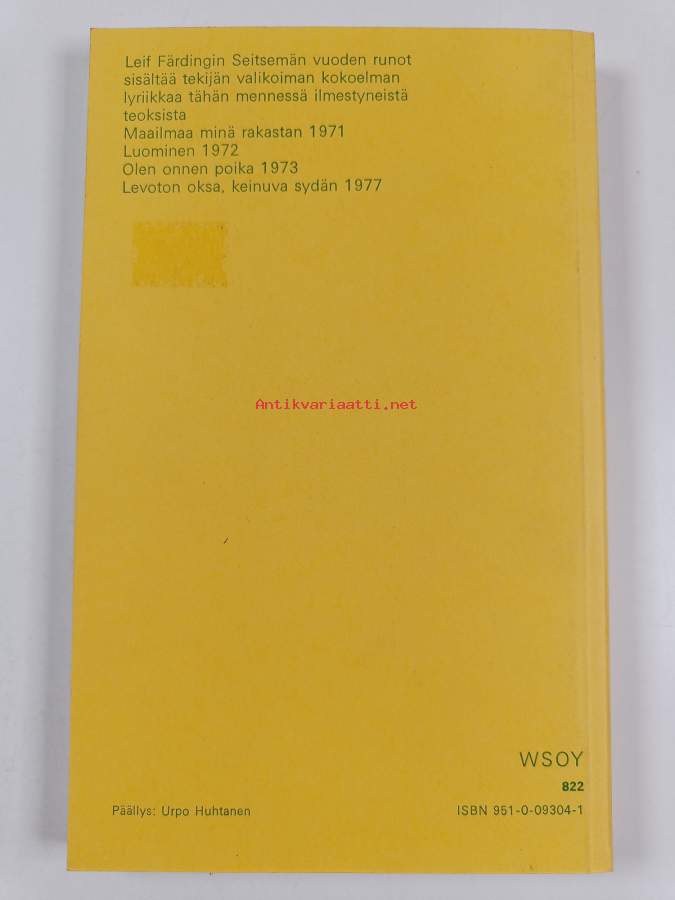 Leif Färdingin Seitsemän vuoden runot
sisältää tekijän valikoiman kokoelman
lyriikkaa tähän mennessä ilmestyneistä
teoksista
Maailmaa minä rakastan 1971
Luominen 1972
Olen onnen poika 1973
Levoton oksa, keinuva sydän 1977
Antikvariaatti.net
WSOY
822
Päällys: Urpo Huhtanen ISBN 951-0-09304-1